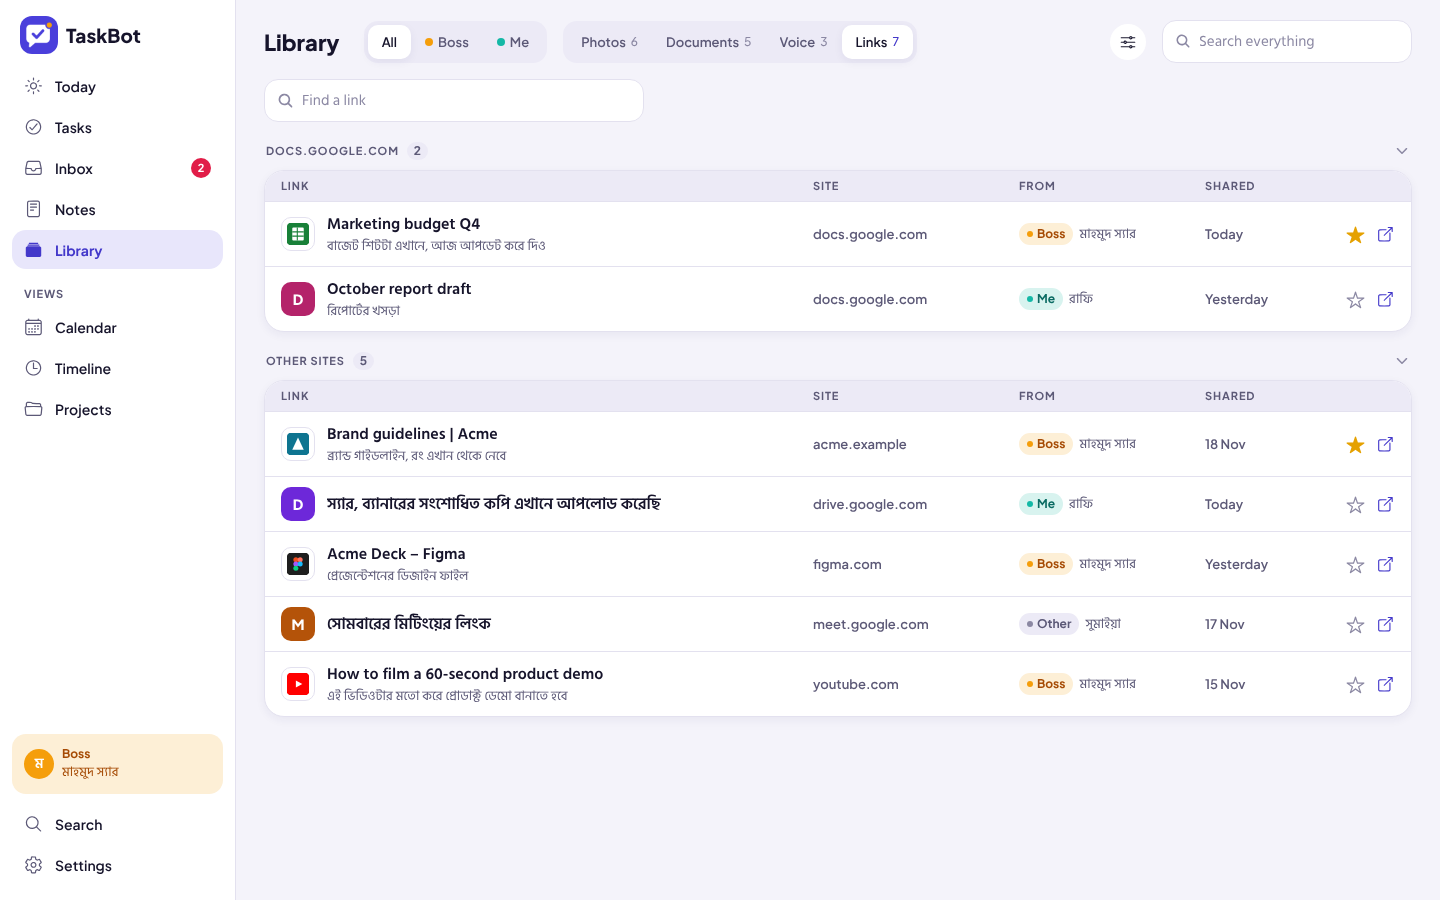 TaskBot
Today
Tasks
Inbox 2
Notes
Library
VIEWS
Calendar
Timeline
Projects
ম Boss
মাহমুদ স্যার
Search
Settings
Library All Boss Me Photos 6 Documents 5 Voice 3 Links 7 Search everything
Find a link
DOCS.GOOGLE.COM 2
LINK SITE FROM SHARED
Marketing budget Q4
বাজেট শিটটা এখানে, আজ আপডেট করে দিও
docs.google.com Boss মাহমুদ স্যার Today
D October report draft
রিপোর্টের খসড়া
docs.google.com Me রাফি Yesterday
OTHER SITES 5
LINK SITE FROM SHARED
Brand guidelines | Acme
ব্র্যান্ড গাইডলাইন, রং এখান থেকে নেবে
acme.example Boss মাহমুদ স্যার 18 Nov
D স্যার, ব্যানারের সংশোধিত কপি এখানে আপলোড করেছি drive.google.com Me রাফি Today
Acme Deck – Figma
প্রেজেন্টেশনের ডিজাইন ফাইল
figma.com Boss মাহমুদ স্যার Yesterday
M সোমবারের মিটিংয়ের লিংক meet.google.com Other সুমাইয়া 17 Nov
How to film a 60-second product demo
এই ভিডিওটার মতো করে প্রোডাক্ট ডেমো বানাতে হবে
youtube.com Boss মাহমুদ স্যার 15 Nov